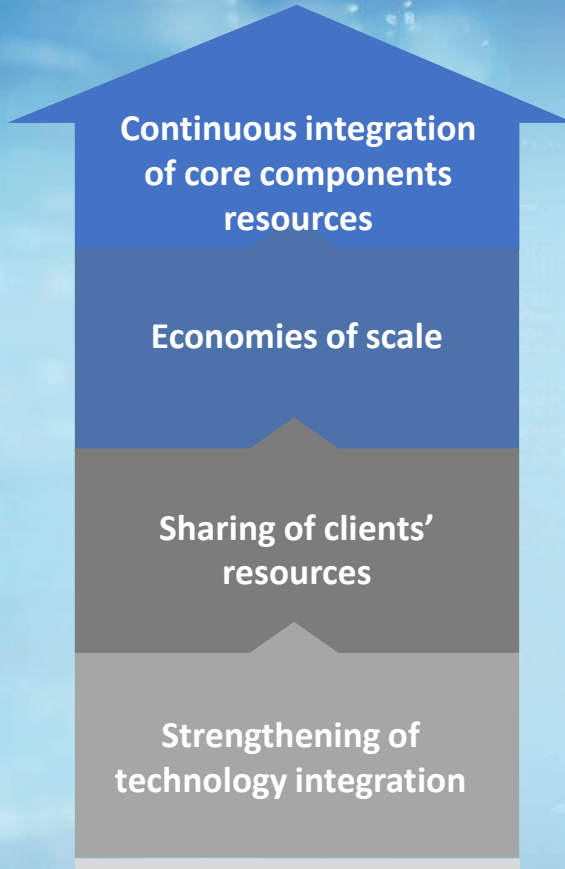 Continuous integration
of core components
resources
Economies of scale
Sharing of clients’
resources
Strengthening of
technology integration